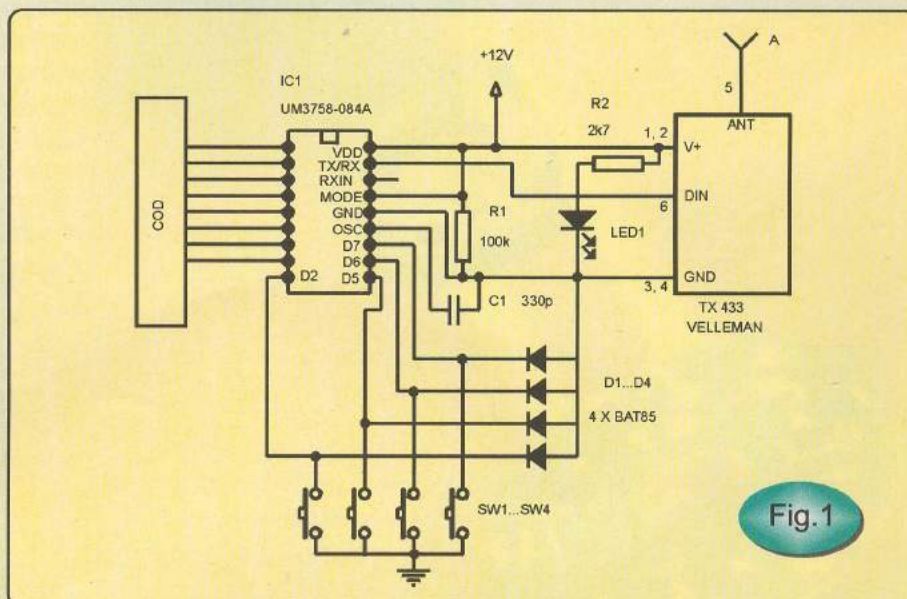 A
+12V
5
IC1
UM3758-084A
R2
2k7
1, 2
ANT
V+
VDD
TX/RX
RXIN
MODE
GND
OSC
D7
D6
D5
D2
COD
DIN
6
R1
100k
LED1
GND
3, 4
C1
330p
TX 433
VELLEMAN
D1...D4
4 X BAT85
SW1...SW4
Fig.1